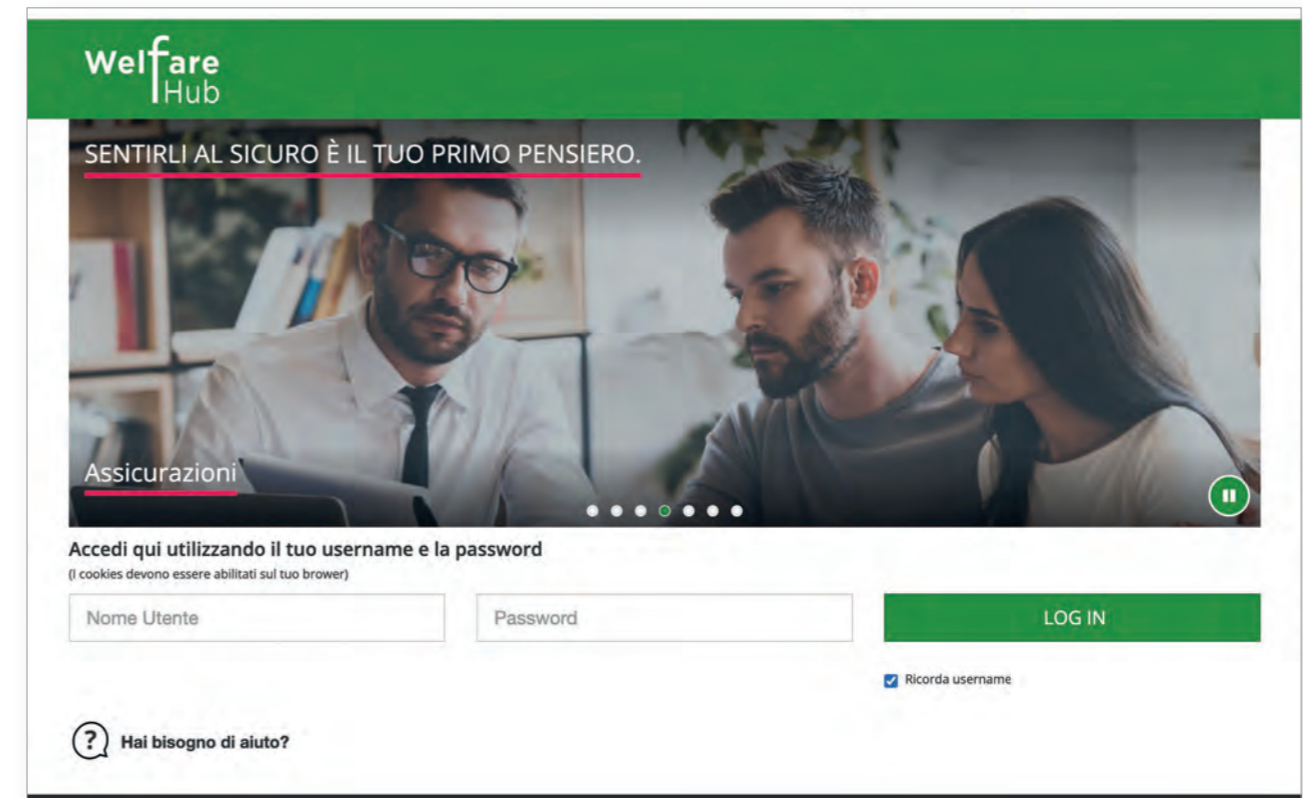 Welfare
Hub
SENTIRLI AL SICURO È IL TUO PRIMO PENSIERO.
Assicurazioni
Accedi qui utilizzando il tuo username e la password
(I cookies devono essere abilitati sul tuo brower)
Nome Utente
Password
LOG IN
Ricorda username
? Hai bisogno di aiuto?